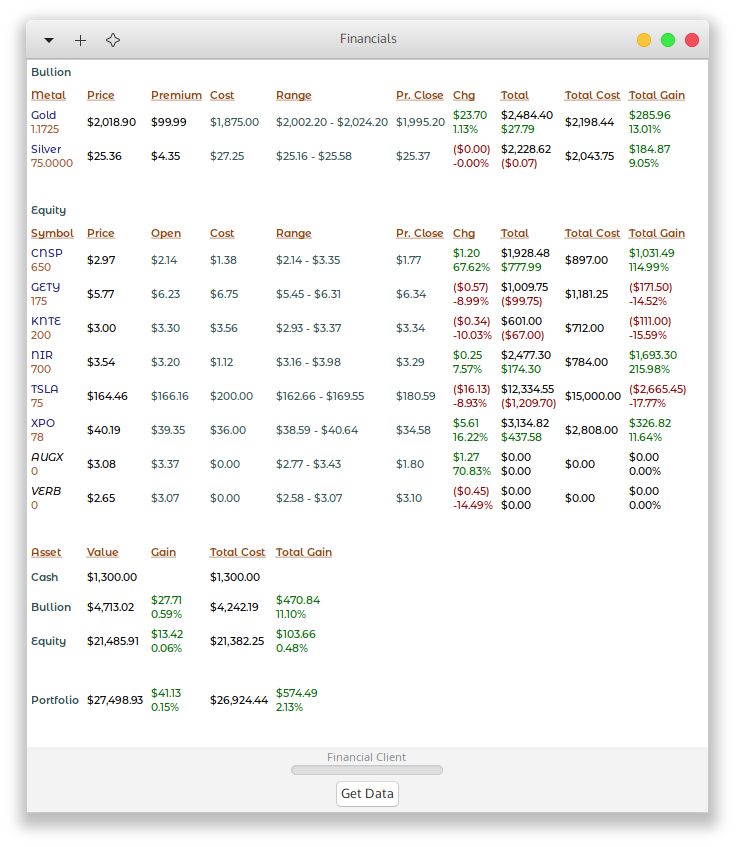 Financials
Bullion
Metal Price Premium Cost Range Pr. Close Chg Total Total Cost Total Gain
Gold $2,018.90 $99.99 $1,875.00 $2,002.20 - $2,024.20 $1,995.20 $23.70 $2,484.40 $2,198.44 $285.96
1.1725 1.13% $27.79 13.01%
Silver $25.36 $4.35 $27.25 $25.16 - $25.58 $25.37 ($0.00) $2,228.62 $2,043.75 $184.87
75.0000 -0.00% ($0.07) 9.05%
Equity
Symbol Price Open Cost Range Pr. Close Chg Total Total Cost Total Gain
CNSP $2.97 $2.14 $1.38 $2.14 - $3.35 $1.77 $1.20 $1,928.48 $897.00 $1,031.49
650 67.62% $777.99 114.99%
GETY $5.77 $6.23 $6.75 $5.45 - $6.31 $6.34 ($0.57) $1,009.75 $1,181.25 ($171.50)
175 -8.99% ($99.75) -14.52%
KNTE $3.00 $3.30 $3.56 $2.93 - $3.37 $3.34 ($0.34) $601.00 $712.00 ($111.00)
200 -10.03% ($67.00) -15.59%
NIR $3.54 $3.20 $1.12 $3.16 - $3.98 $3.29 $0.25 $2,477.30 $784.00 $1,693.30
700 7.57% $174.30 215.98%
TSLA $164.46 $166.16 $200.00 $162.66 - $169.55 $180.59 ($16.13) $12,334.55 $15,000.00 ($2,665.45)
75 -8.93% ($1,209.70) -17.77%
XPO $40.19 $39.35 $36.00 $38.59 - $40.64 $34.58 $5.61 $3,134.82 $2,808.00 $326.82
78 16.22% $437.58 11.64%
AUGX $3.08 $3.37 $0.00 $2.77 - $3.43 $1.80 $1.27 $0.00 $0.00 $0.00
0 70.83% $0.00 0.00%
VERB $2.65 $3.07 $0.00 $2.58 - $3.07 $3.10 ($0.45) $0.00 $0.00 $0.00
0 -14.49% $0.00 0.00%
Asset Value Gain Total Cost Total Gain
Cash $1,300.00 $1,300.00
Bullion $4,713.02 $27.71 $4,242.19 $470.84
0.59% 11.10%
Equity $21,485.91 $13.42 $21,382.25 $103.66
0.06% 0.48%
Portfolio $27,498.93 $41.13 $26,924.44 $574.49
0.15% 2.13%
Financial Client
Get Data